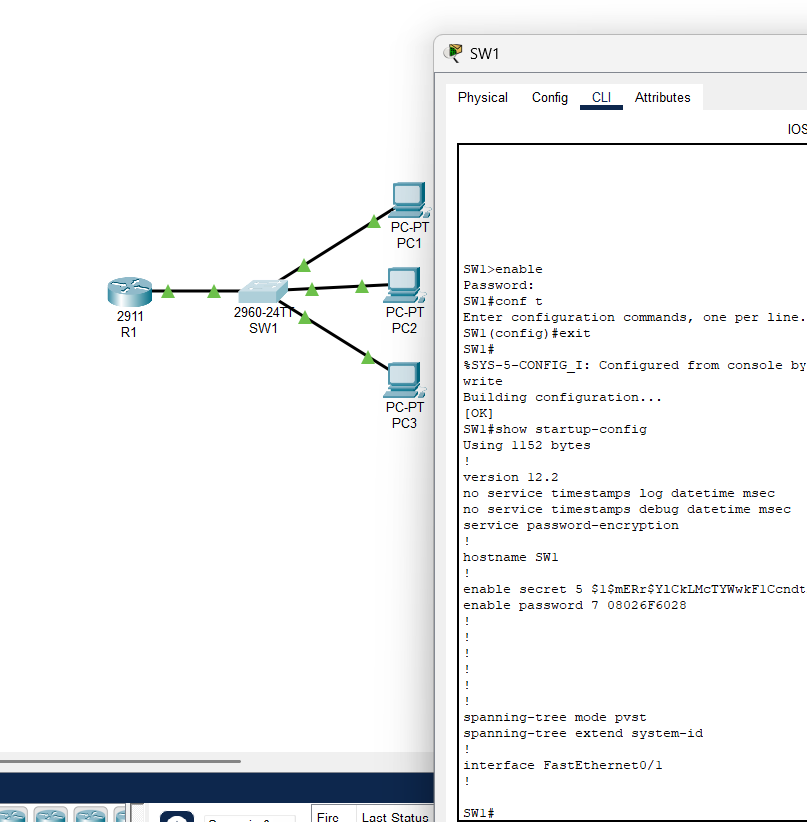 SW1
Physical Config CLI Attributes
IOS
PC-PT
PC1
2911
R1
2960-24TT
SW1
PC-PT
PC2
PC-PT
PC3
SW1>enable
Password:
SW1#conf t
Enter configuration commands, one per line.
SW1(config)#exit
SW1#
%SYS-5-CONFIG_I: Configured from console by
write
Building configuration...
[OK]
SW1#show startup-config
Using 1152 bytes
!
version 12.2
no service timestamps log datetime msec
no service timestamps debug datetime msec
service password-encryption
!
hostname SW1
!
enable secret 5 $1$mERr$YlCkLMcTYWwkF1Ccndt
enable password 7 08026F6028
!
!
!
!
!
!
spanning-tree mode pvst
spanning-tree extend system-id
!
interface FastEthernet0/1
!
SW1#
Fire Last Status